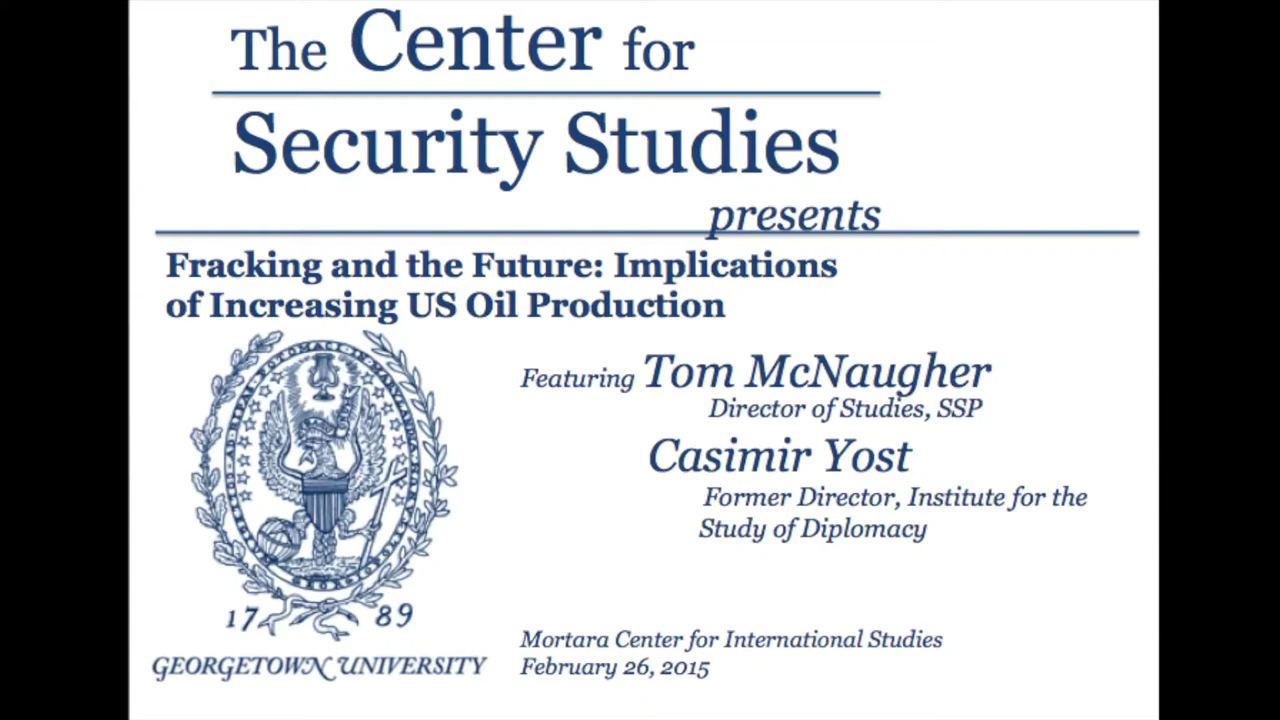 The Center for
Security Studies
presents
Fracking and the Future: Implications
of Increasing US Oil Production
Featuring Tom McNaugher
Director of Studies, SSP
Casimir Yost
Former Director, Institute for the
Study of Diplomacy
17 89
GEORGETOWN UNIVERSITY
Mortara Center for International Studies
February 26, 2015